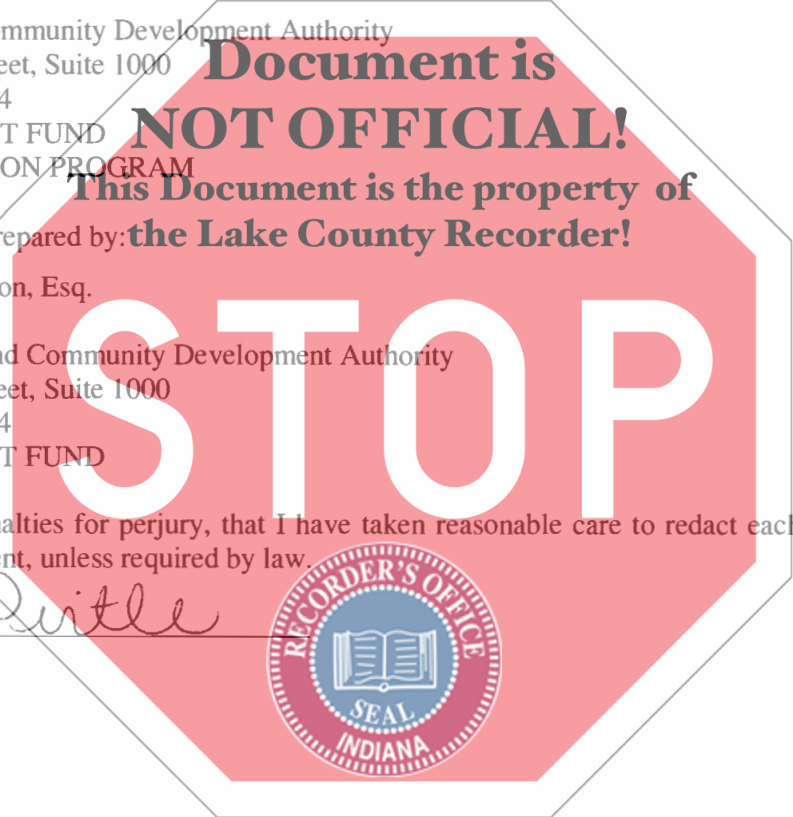 mmunity Development Authority
Document is
eet, Suite 1000
4
NOT OFFICIAL!
T FUND
ON PROGRAM
This Document is the property of
repared by:
the Lake County Recorder!
on, Esq.
STOP
nd Community Development Authority
eet, Suite 1000
4
T FUND
alties for perjury, that I have taken reasonable care to redact each
ent, unless required by law.
RECORDER'S OFFICE
SEAL
INDIANA